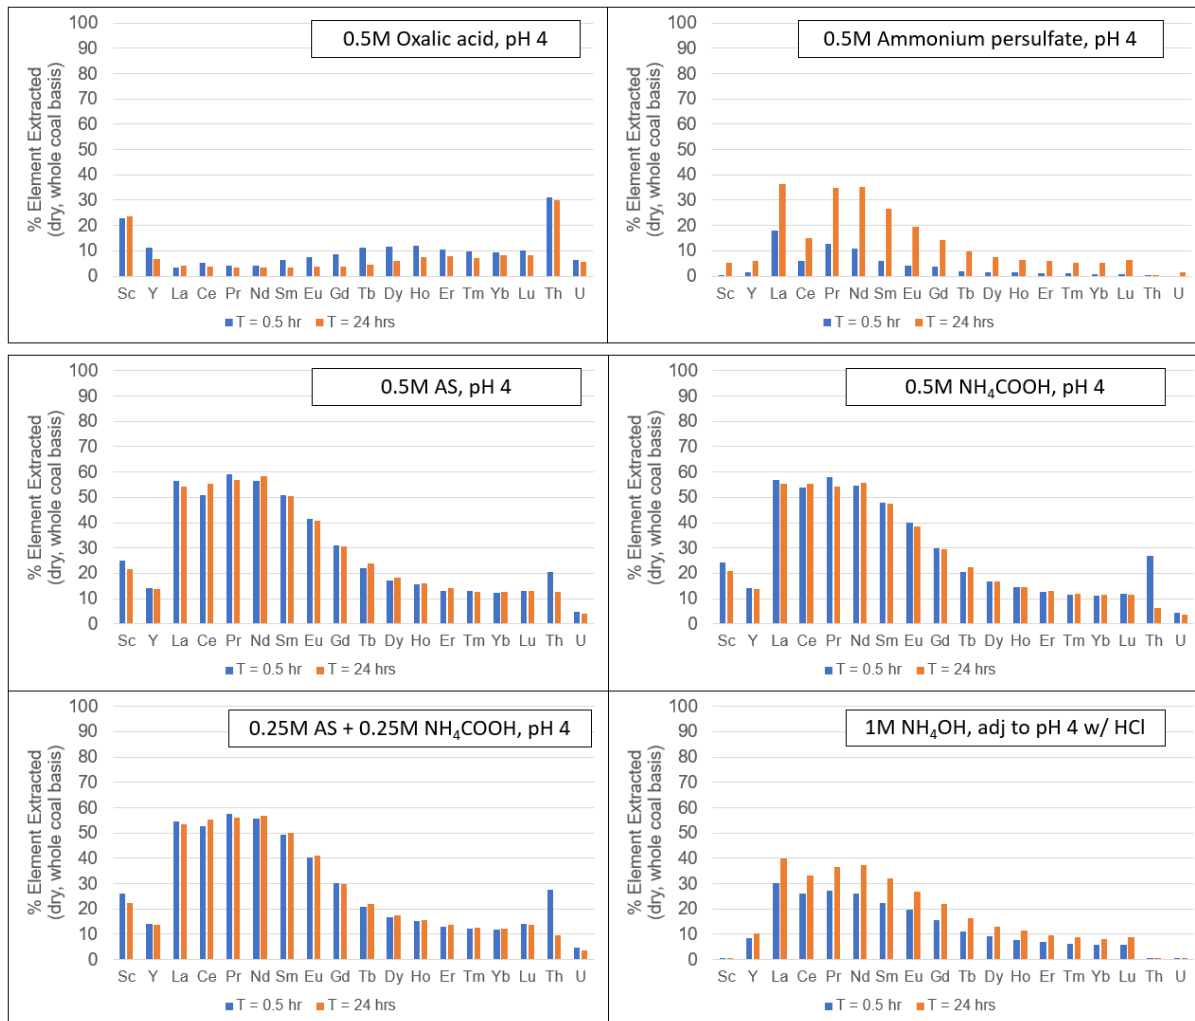 0.5M Oxalic acid, pH 4
% Element Extracted
(dry, whole coal basis)
100
90
80
70
60
50
40
30
20
10
0
Sc Y La Ce Pr Nd Sm Eu Gd Tb Dy Ho Er Tm Yb Lu Th U
T = 0.5 hr T = 24 hrs
0.5M Ammonium persulfate, pH 4
% Element Extracted
(dry, whole coal basis)
100
90
80
70
60
50
40
30
20
10
0
Sc Y La Ce Pr Nd Sm Eu Gd Tb Dy Ho Er Tm Yb Lu Th U
T = 0.5 hr T = 24 hrs
0.5M AS, pH 4
% Element Extracted
(dry, whole coal basis)
100
90
80
70
60
50
40
30
20
10
0
Sc Y La Ce Pr Nd Sm Eu Gd Tb Dy Ho Er Tm Yb Lu Th U
T = 0.5 hr T = 24 hrs
0.5M NH₄COOH, pH 4
% Element Extracted
(dry, whole coal basis)
100
90
80
70
60
50
40
30
20
10
0
Sc Y La Ce Pr Nd Sm Eu Gd Tb Dy Ho Er Tm Yb Lu Th U
T = 0.5 hr T = 24 hrs
0.25M AS + 0.25M NH₄COOH, pH 4
% Element Extracted
(dry, whole coal basis)
100
90
80
70
60
50
40
30
20
10
0
Sc Y La Ce Pr Nd Sm Eu Gd Tb Dy Ho Er Tm Yb Lu Th U
T = 0.5 hr T = 24 hrs
1M NH₄OH, adj to pH 4 w/ HCl
% Element Extracted
(dry, whole coal basis)
100
90
80
70
60
50
40
30
20
10
0
Sc Y La Ce Pr Nd Sm Eu Gd Tb Dy Ho Er Tm Yb Lu Th U
T = 0.5 hr T = 24 hrs